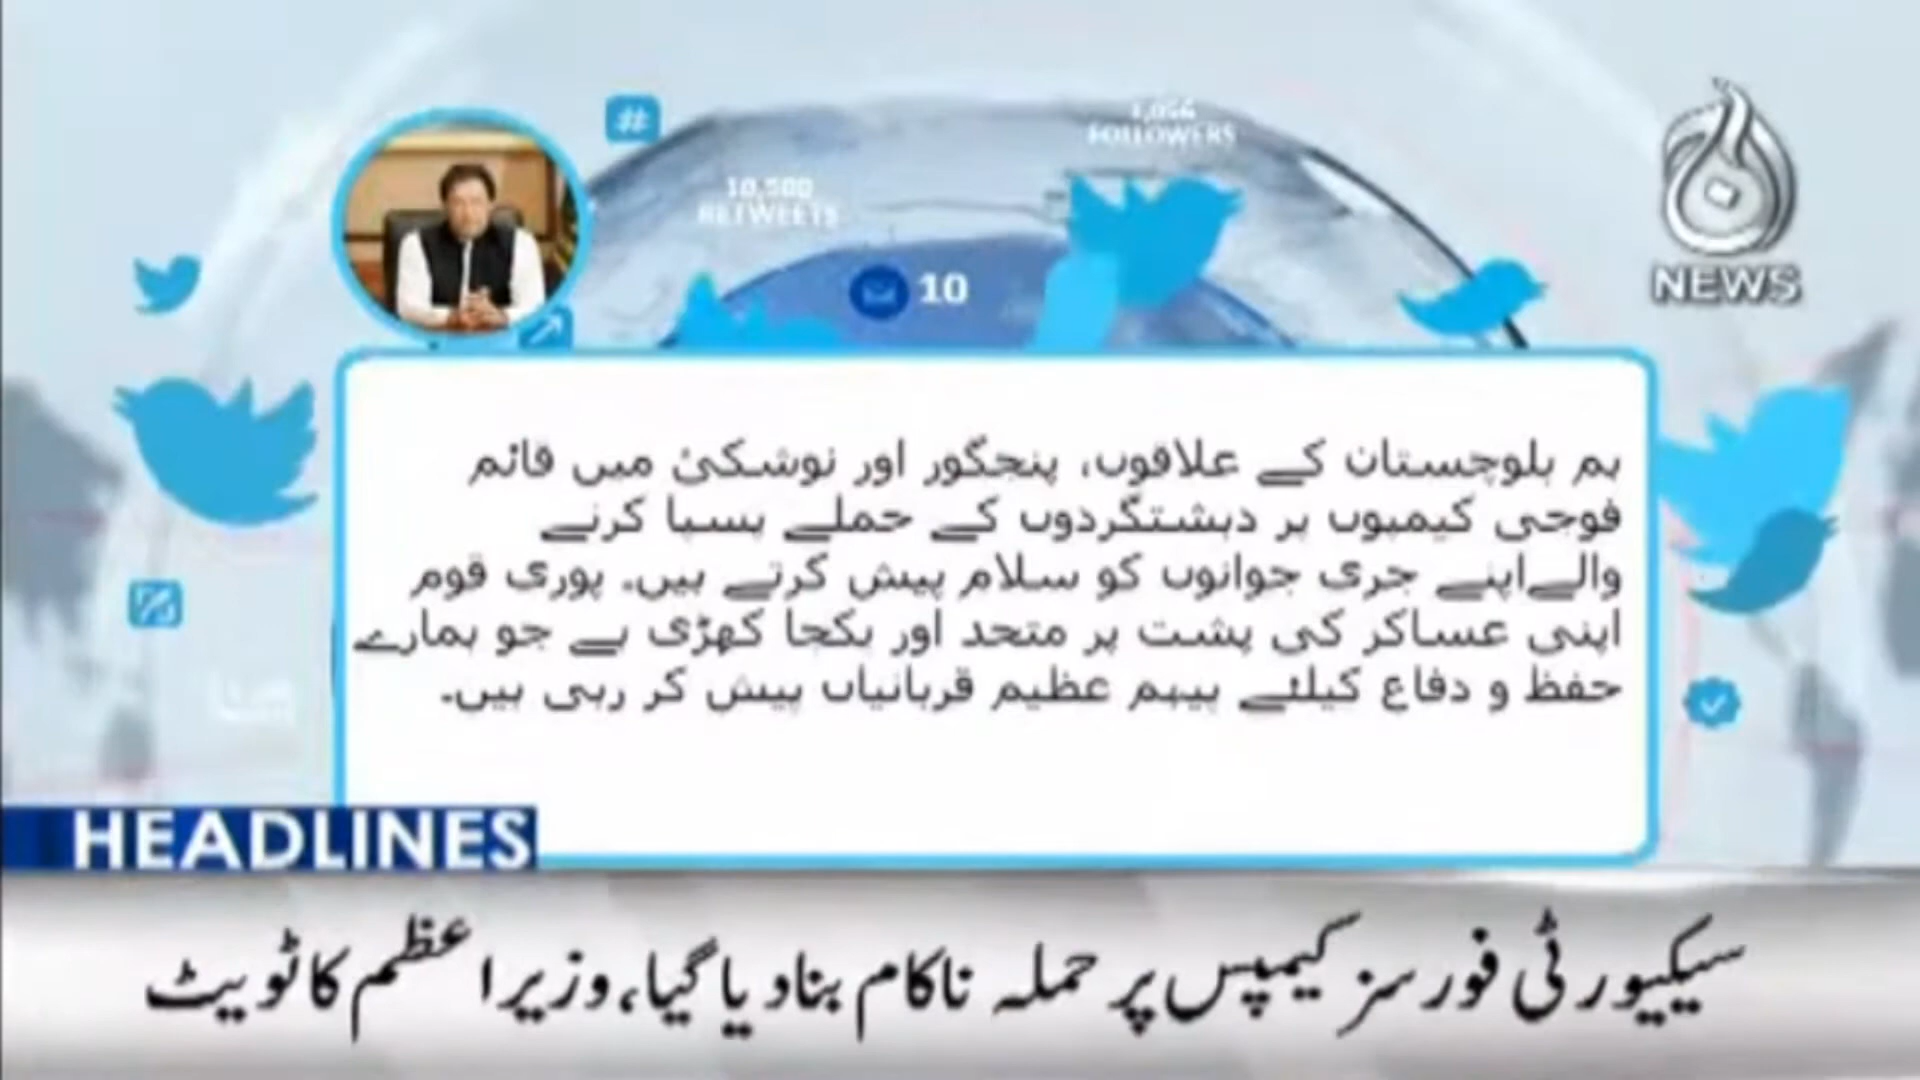 #
1,056
FOLLOWERS
10,500
RETWEETS
10
NEWS
ہم بلوچستان کے علاقوں، پنجگور اور نوشکئ میں قائم
فوجی کیمپوں پر دہشتگردوں کے حملے پسپا کرنے
والےاپنے جری جوانوں کو سلام پیش کرتے ہیں۔ پوری قوم
اپنی عساکر کی پشت پر متحد اور یکجا کھڑی ہے جو ہمارے
حفظ و دفاع کیلئے پیہم عظیم قربانیاں پیش کر رہی ہیں۔
HEADLINES
سیکیورٹی فورسز کیمپس پر حملہ ناکام بنادیا گیا، وزیراعظم کا ٹویٹ